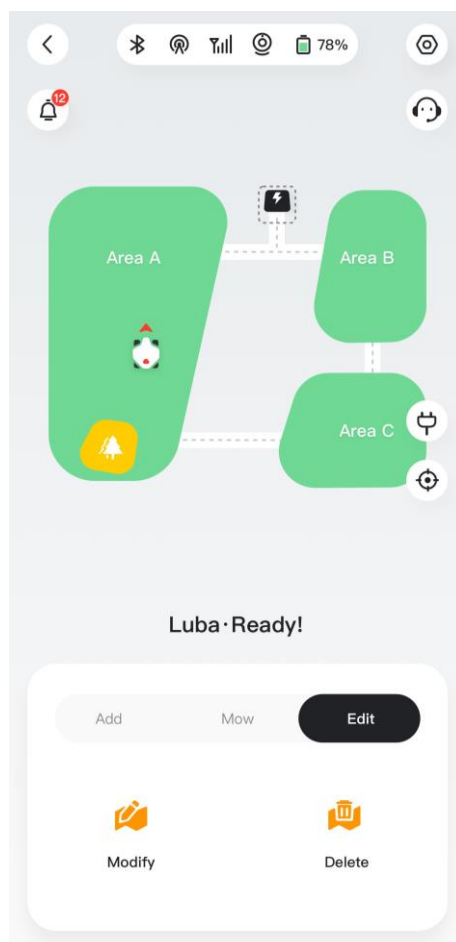 78%
12
Area A
Area B
Area C
Luba·Ready!
Add Mow Edit
Modify Delete